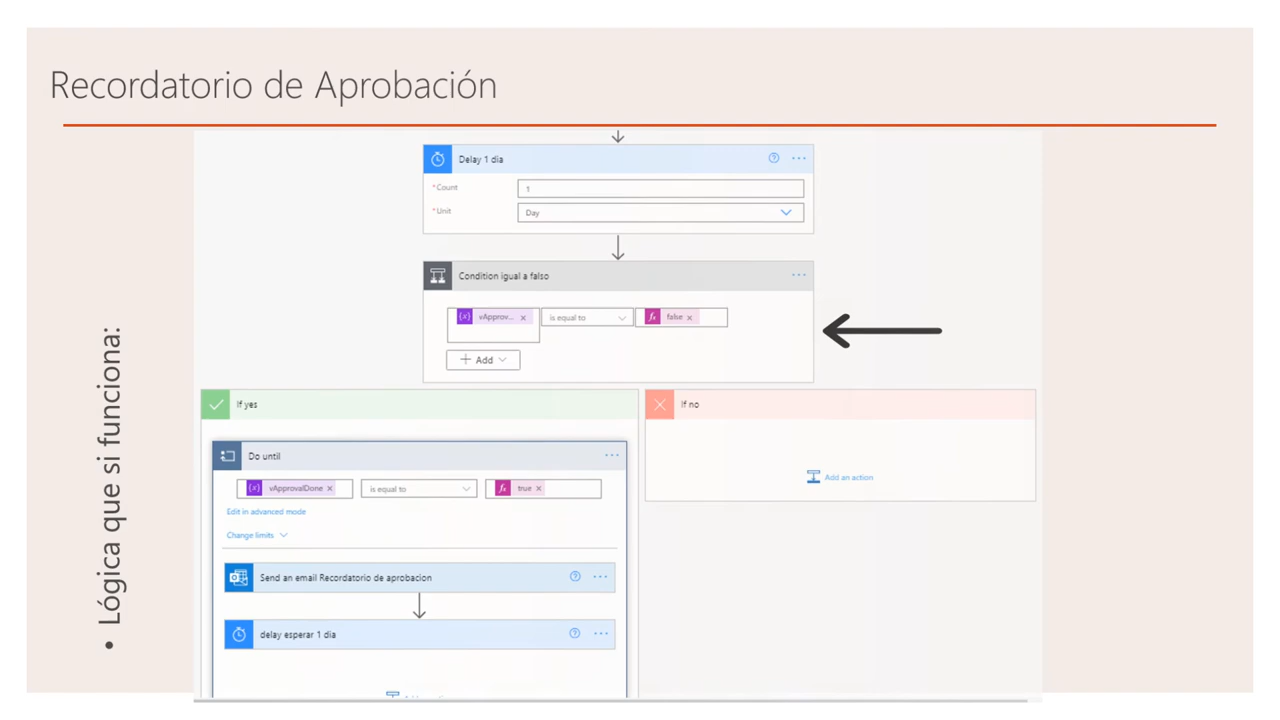 Recordatorio de Aprobación
• Lógica que si funciona:
Delay 1 dia
*Count
1
*Unit
Day
Condition igual a falso
vApprov...
is equal to
false
Add
If yes
If no
Do until
Add an action
vApprovalDone
is equal to
true
Edit in advanced mode
Change limits
Send an email Recordatorio de aprobacion
delay esperar 1 dia